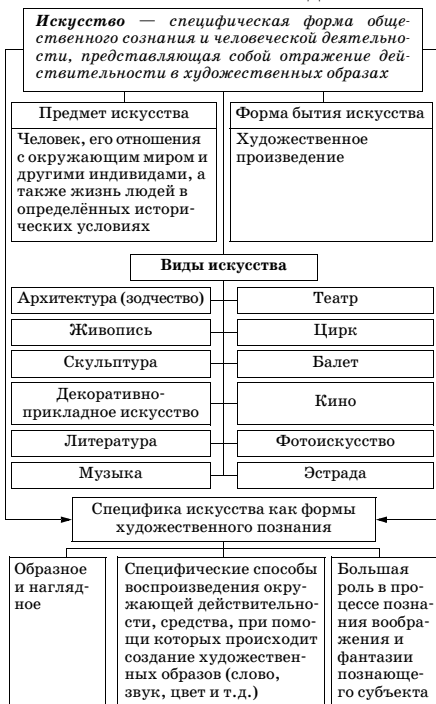 Искусство — специфическая форма обще-
ственного сознания и человеческой деятельно-
сти, представляющая собой отражение дей-
ствительности в художественных образах
Предмет искусства
Человек, его отношения
с окружающим миром и
другими индивидами, а
также жизнь людей в
определённых истори-
ческих условиях
Форма бытия искусства
Художественное
произведение
Виды искусства
Архитектура (зодчество)
Театр
Живопись
Цирк
Скульптура
Балет
Декоративно-
прикладное искусство
Кино
Литература
Фотоискусство
Музыка
Эстрада
Специфика искусства как формы
художественного познания
Образное
и нагляд-
ное
Специфические способы
воспроизведения окру-
жающей действительно-
сти, средства, при помо-
щи которых происходит
создание художествен-
ных образов (слово,
звук, цвет и т.д.)
Большая
роль в про-
цессе позна-
ния вообра-
жения и
фантазии
познающе-
го субъекта